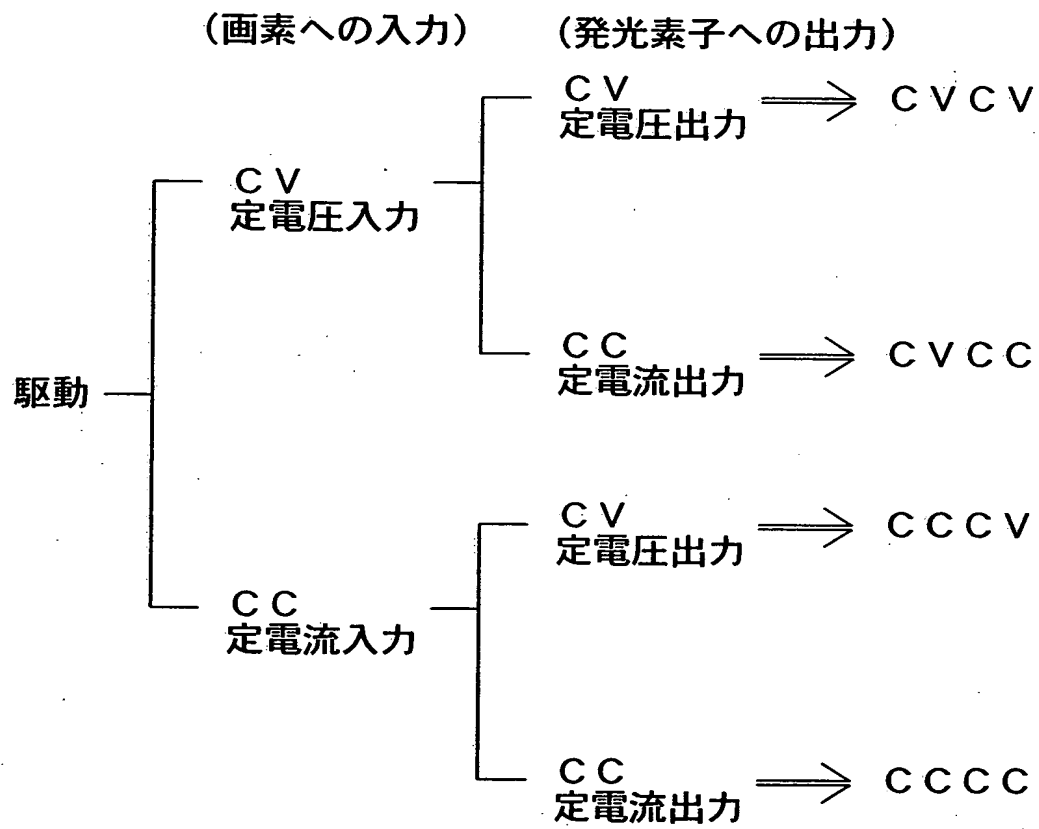 (画素への入力) (発光素子への出力)
CV
定電圧出力
CVCV
CV
定電圧入力
CC
定電流出力
CVCC
駆動
CV
定電圧出力
CCCV
CC
定電流入力
CC
定電流出力
CCCC